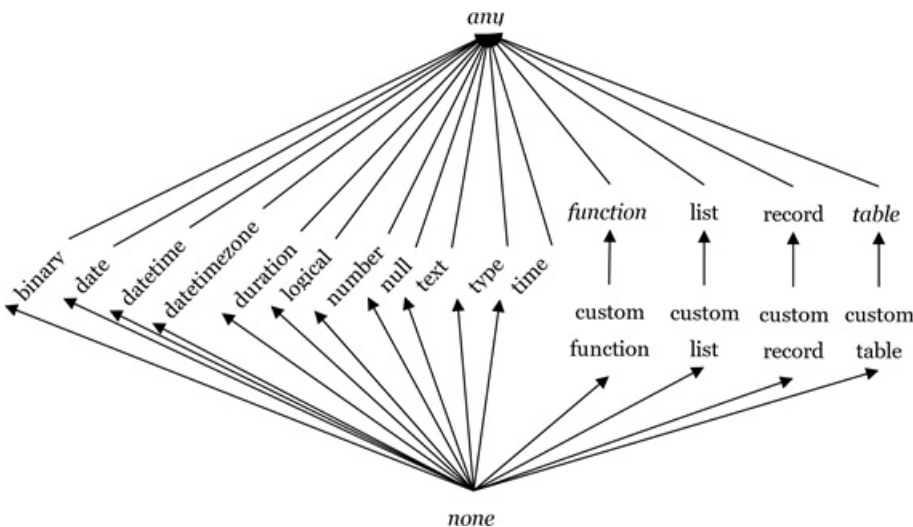 any
function list record table
binary date datetime datetimezone duration logical number null text type time
custom custom custom custom
function list record table
none